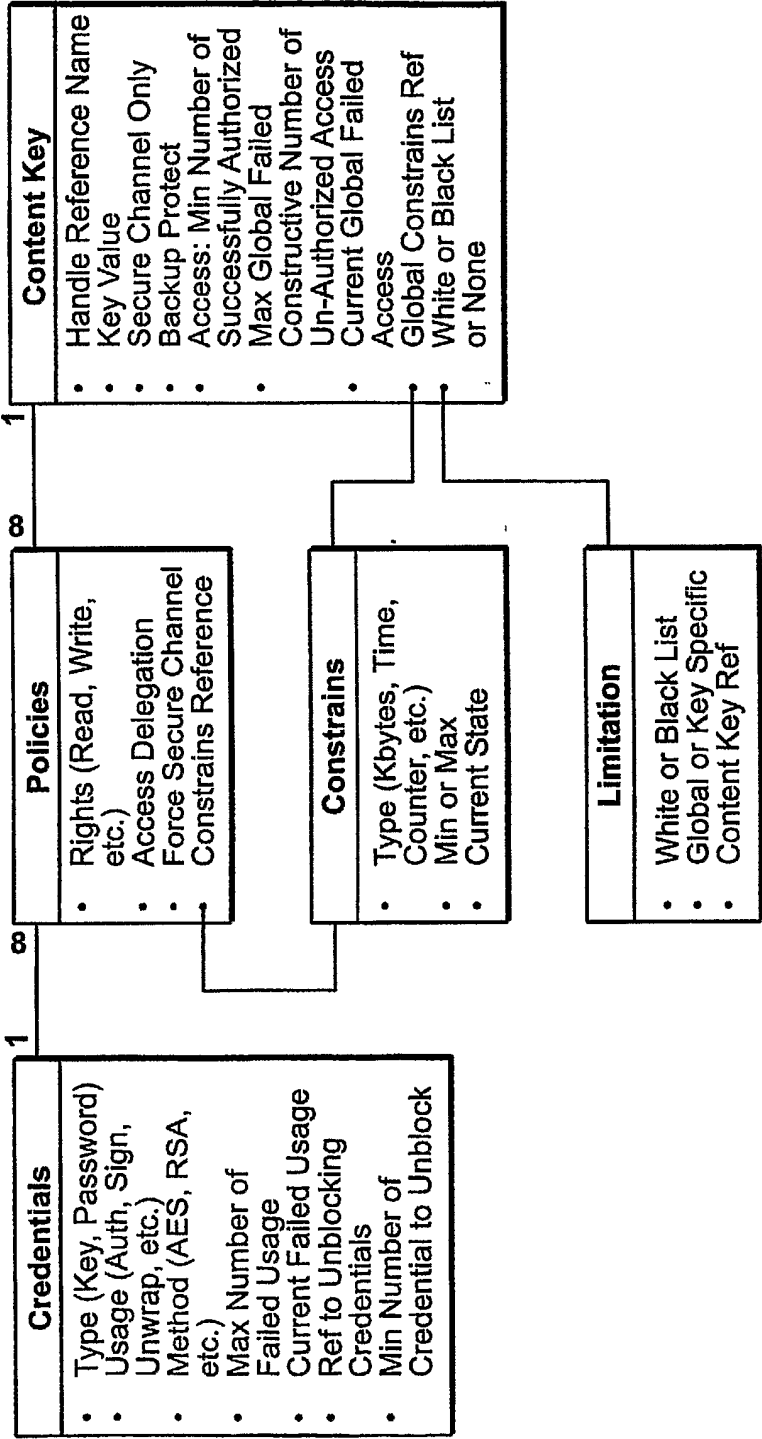 Credentials
• Type (Key, Password)
• Usage (Auth, Sign,
Unwrap, etc.)
• Method (AES, RSA,
etc.)
• Max Number of
Failed Usage
• Current Failed Usage
• Ref to Unblocking
Credentials
• Min Number of
Credential to Unblock
1
∞
Policies
• Rights (Read, Write,
etc.)
• Access Delegation
• Force Secure Channel
• Constrains Reference
∞
1
Constrains
• Type (Kbytes, Time,
Counter, etc.)
• Min or Max
• Current State
Limitation
• White or Black List
• Global or Key Specific
• Content Key Ref
Content Key
• Handle Reference Name
• Key Value
• Secure Channel Only
• Backup Protect
• Access: Min Number of
Successfully Authorized
• Max Global Failed
Constructive Number of
Un-Authorized Access
• Current Global Failed
Access
• Global Constrains Ref
• White or Black List
or None